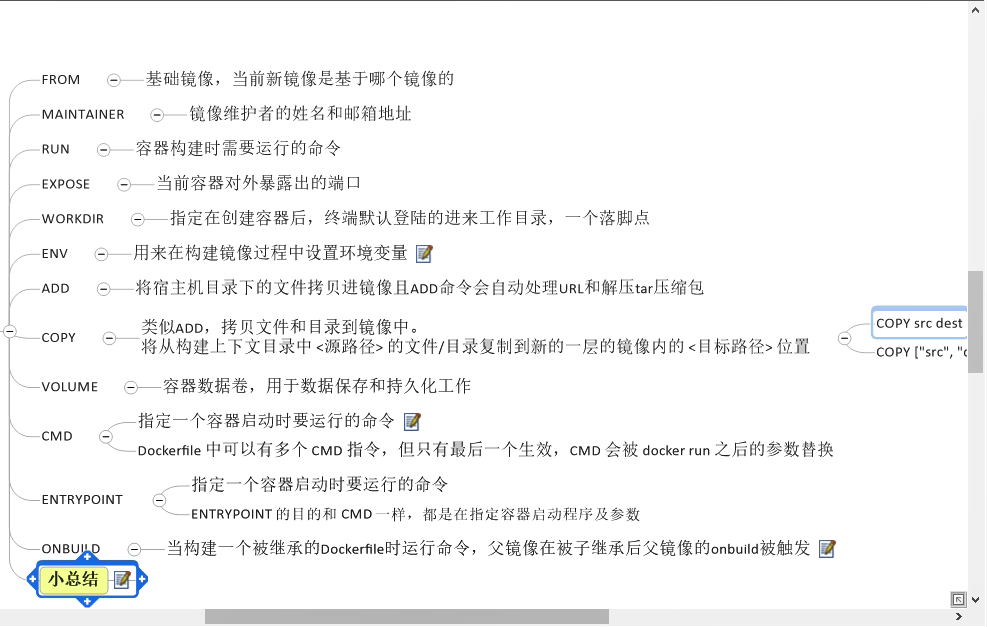 FROM 基础镜像，当前新镜像是基于哪个镜像的
MAINTAINER 镜像维护者的姓名和邮箱地址
RUN 容器构建时需要运行的命令
EXPOSE 当前容器对外暴露出的端口
WORKDIR 指定在创建容器后，终端默认登陆的进来工作目录，一个落脚点
ENV 用来在构建镜像过程中设置环境变量
ADD 将宿主机目录下的文件拷贝进镜像且ADD命令会自动处理URL和解压tar压缩包
COPY 类似ADD，拷贝文件和目录到镜像中。
将从构建上下文目录中 <源路径> 的文件/目录复制到新的一层的镜像内的 <目标路径> 位置
COPY src dest
COPY ["src", "
VOLUME 容器数据卷，用于数据保存和持久化工作
CMD 指定一个容器启动时要运行的命令
Dockerfile 中可以有多个 CMD 指令，但只有最后一个生效，CMD 会被 docker run 之后的参数替换
ENTRYPOINT 指定一个容器启动时要运行的命令
ENTRYPOINT 的目的和 CMD 一样，都是在指定容器启动程序及参数
ONBUILD 当构建一个被继承的Dockerfile时运行命令，父镜像在被子继承后父镜像的onbuild被触发
小总结